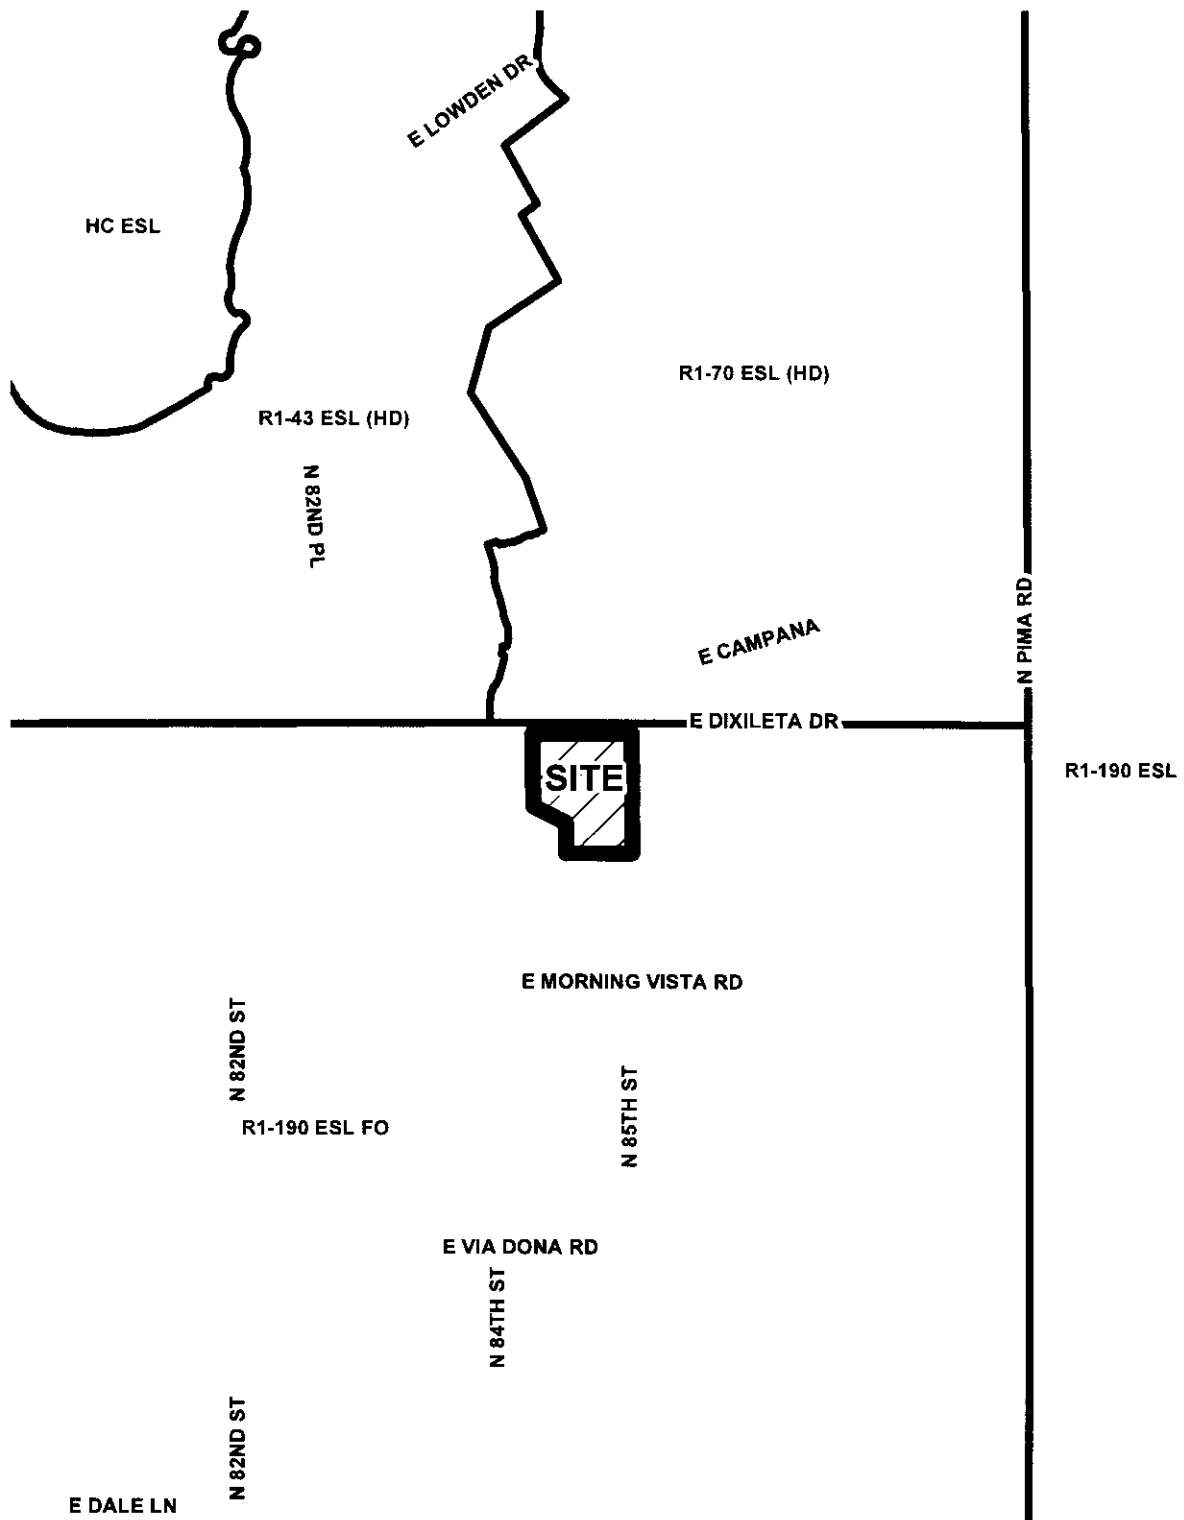 E LOWDEN DR
HC ESL
R1-70 ESL (HD)
R1-43 ESL (HD)
N 82ND PL
N PIMA RD
E CAMPANA
E DIXILETA DR
SITE
R1-190 ESL
E MORNING VISTA RD
N 82ND ST
N 85TH ST
R1-190 ESL FO
E VIA DONA RD
N 84TH ST
N 82ND ST
E DALE LN